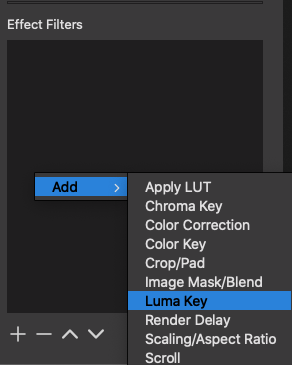 Effect Filters
Add
Apply LUT
Chroma Key
Color Correction
Color Key
Crop/Pad
Image Mask/Blend
Luma Key
Render Delay
Scaling/Aspect Ratio
Scroll